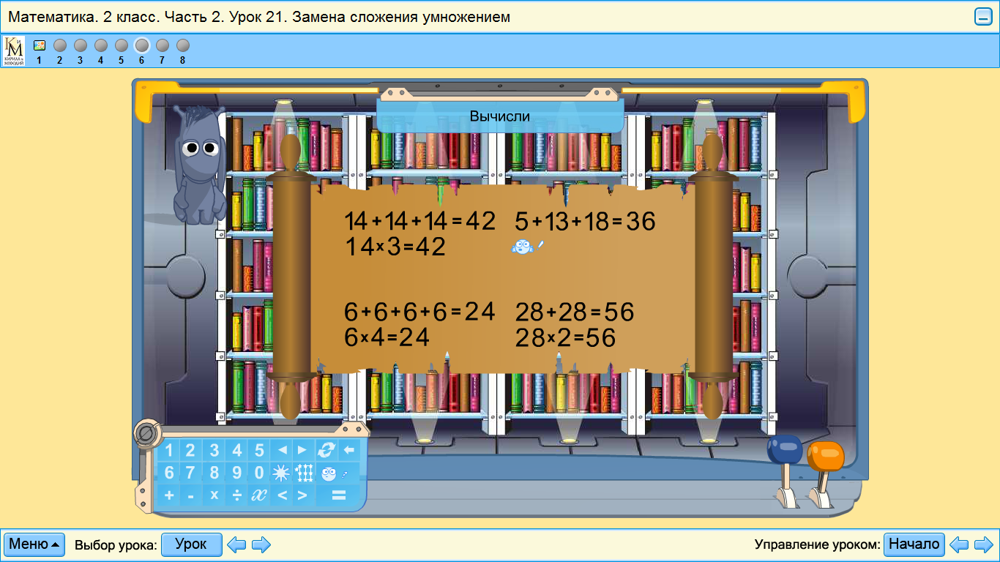 Математика. 2 класс. Часть 2. Урок 21. Замена сложения умножением
КИРИЛЛ и МЕФОДИЙ
1 2 3 4 5 6 7 8
Вычисли
14+14+14=42
14×3=42
5+13+18=36
6+6+6+6=24
6×4=24
28+28=56
28×2=56
1 2 3 4 5
6 7 8 9 0
+ - × ÷ x < > =
Меню Выбор урока: Урок
Управление уроком: Начало